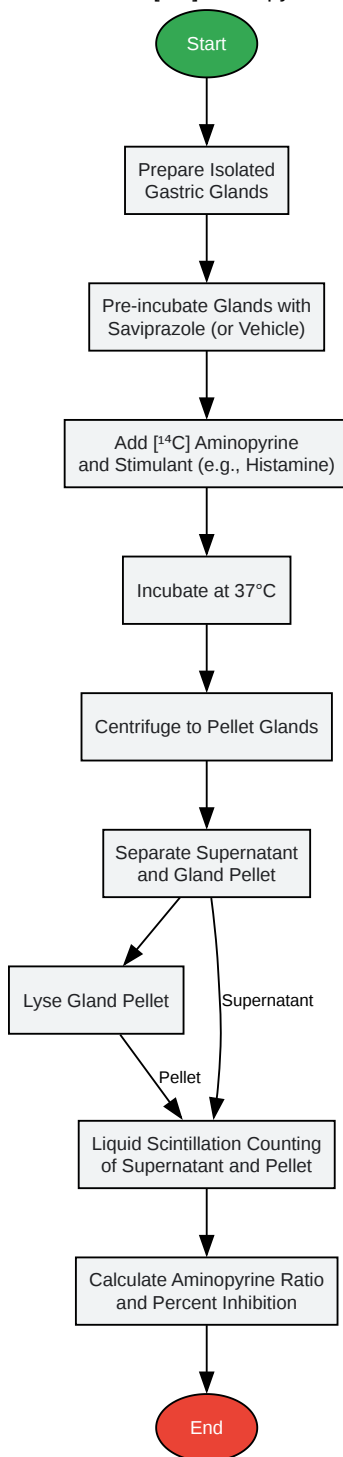 Start
Prepare Isolated
Gastric Glands
Pre-incubate Glands with
Saviprazole (or Vehicle)
Add [¹⁴C] Aminopyrine
and Stimulant (e.g., Histamine)
Incubate at 37°C
Centrifuge to Pellet Glands
Separate Supernatant
and Gland Pellet
Lyse Gland Pellet
Supernatant
Pellet
Liquid Scintillation Counting
of Supernatant and Pellet
Calculate Aminopyrine Ratio
and Percent Inhibition
End